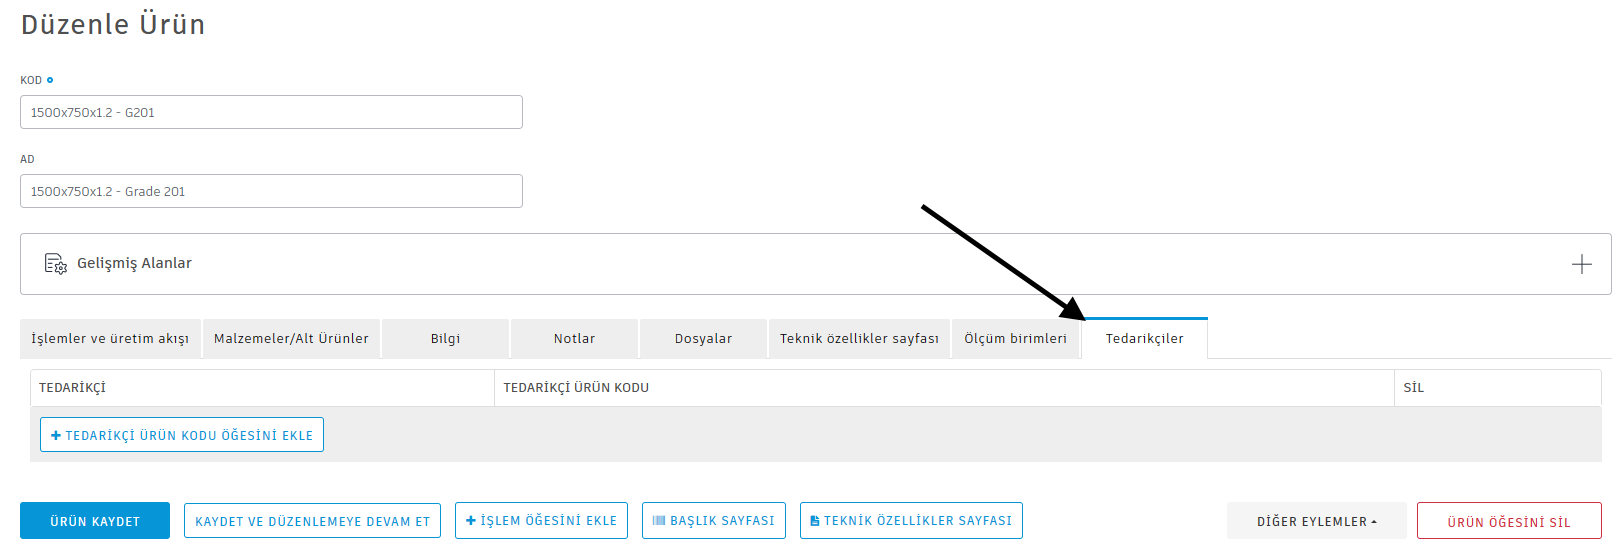 Düzenle Ürün
KOD
1500x750x1.2 - G201
AD
1500x750x1.2 - Grade 201
Gelişmiş Alanlar
İşlemler ve üretim akışı Malzemeler/Alt Ürünler Bilgi Notlar Dosyalar Teknik özellikler sayfası Ölçüm birimleri Tedarikçiler
TEDARİKÇİ TEDARİKÇİ ÜRÜN KODU SİL
+ TEDARİKÇİ ÜRÜN KODU ÖĞESİNİ EKLE
ÜRÜN KAYDET KAYDET VE DÜZENLEMEYE DEVAM ET + İŞLEM ÖĞESİNİ EKLE BAŞLIK SAYFASI TEKNİK ÖZELLİKLER SAYFASI DİĞER EYLEMLER ÜRÜN ÖĞESİNİ SİL